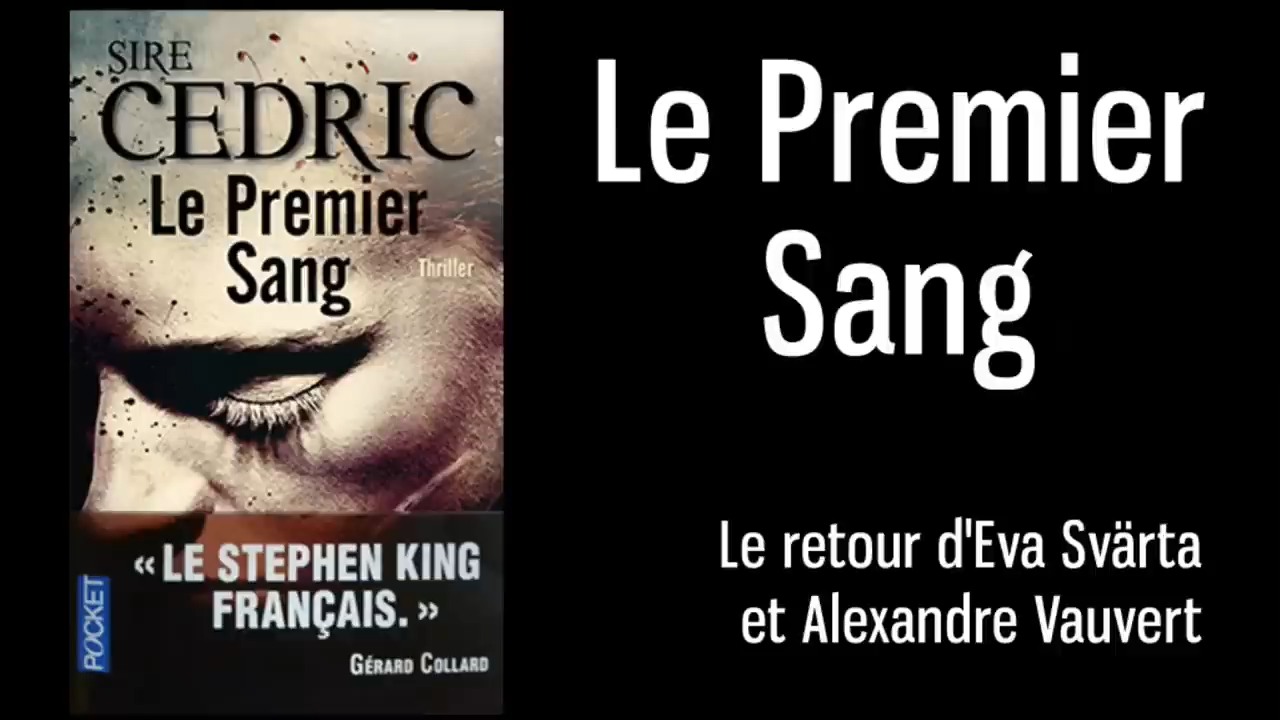 SIRE
CEDRIC
Le Premier
Sang
Thriller
« LE STEPHEN KING
FRANÇAIS. »
GÉRARD COLLARD
POCKET
Le Premier
Sang
Le retour d'Eva Svärta
et Alexandre Vauvert